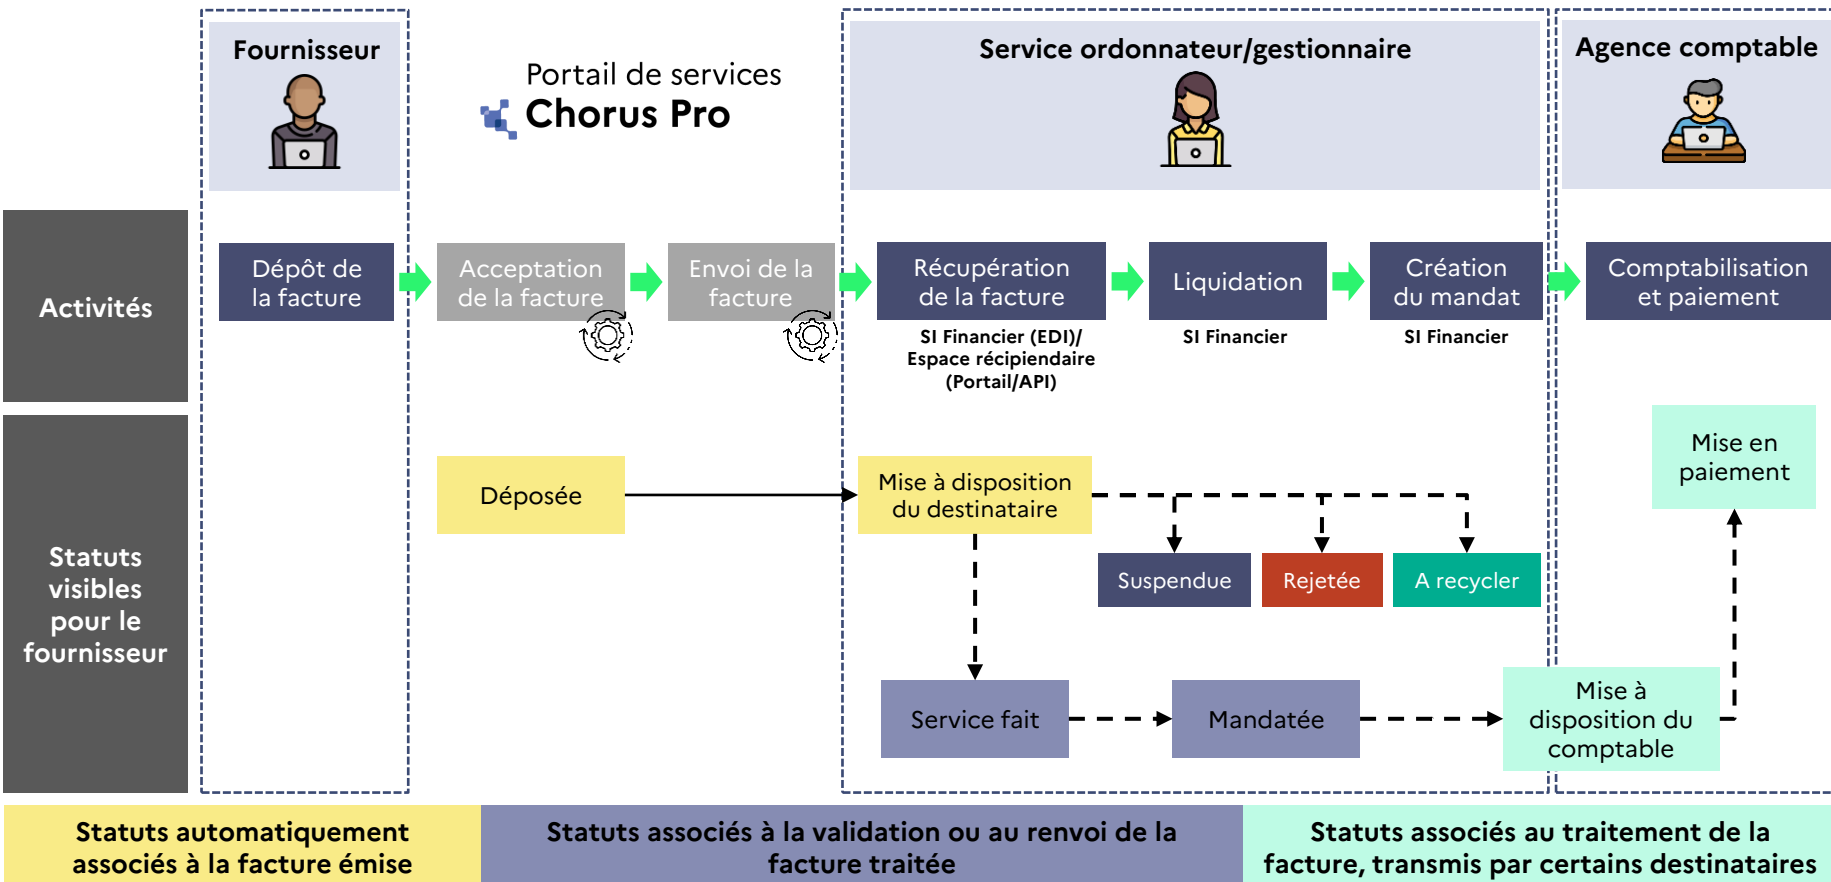 Fournisseur
Portail de services
Chorus Pro
Service ordonnateur/gestionnaire
Agence comptable
Activités
Dépôt de
la facture
Acceptation
de la facture
Envoi de la
facture
Récupération
de la facture
SI Financier (EDI)/
Espace récipiendaire
(Portail/API)
Liquidation
SI Financier
Création
du mandat
SI Financier
Comptabilisation
et paiement
Statuts
visibles
pour le
fournisseur
Déposée
Mise à disposition
du destinataire
Suspendue
Rejetée
A recycler
Mise en
paiement
Service fait
Mandatée
Mise à
disposition du
comptable
Statuts automatiquement
associés à la facture émise
Statuts associés à la validation ou au renvoi de la
facture traitée
Statuts associés au traitement de la
facture, transmis par certains destinataires